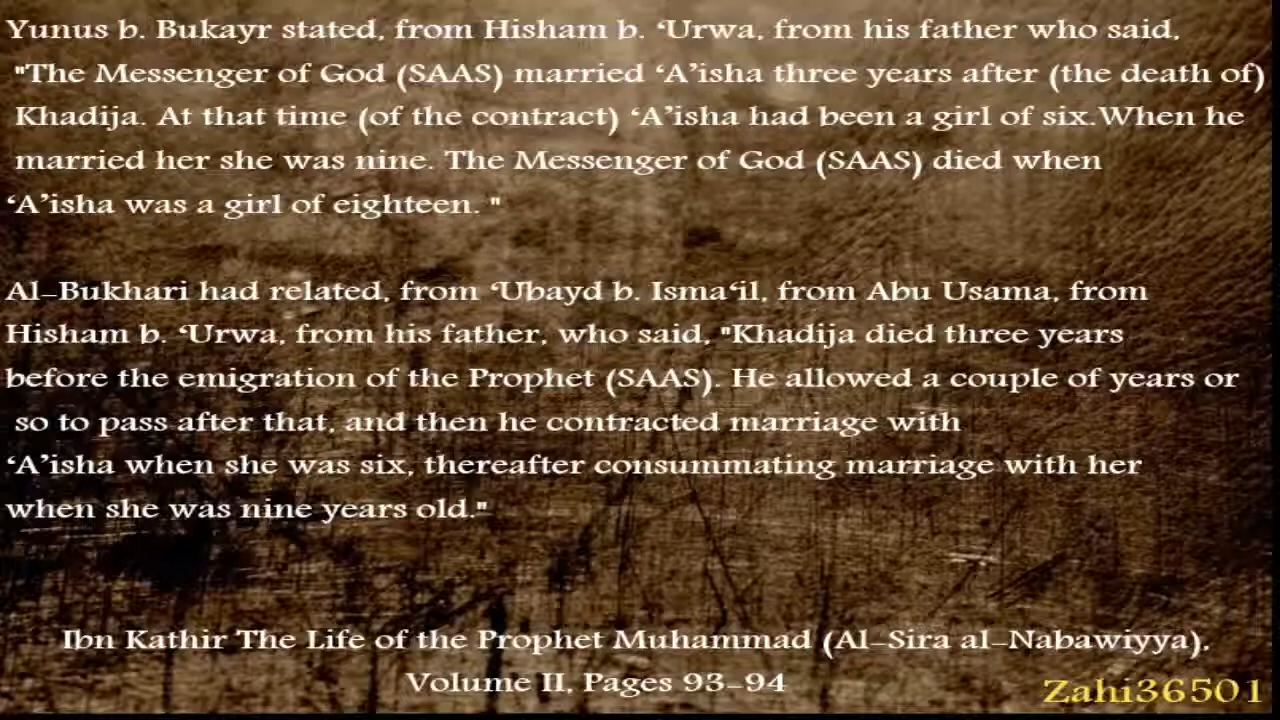 Yunus b. Bukayr stated, from Hisham b. ‘Urwa, from his father who said,
"The Messenger of God (SAAS) married ‘A’isha three years after (the death of)
Khadija. At that time (of the contract) ‘A’isha had been a girl of six.When he
married her she was nine. The Messenger of God (SAAS) died when
‘A’isha was a girl of eighteen. "
Al-Bukhari had related, from ‘Ubayd b. Isma‘il, from Abu Usama, from
Hisham b. ‘Urwa, from his father, who said, "Khadija died three years
before the emigration of the Prophet (SAAS). He allowed a couple of years or
so to pass after that, and then he contracted marriage with
‘A’isha when she was six, thereafter consummating marriage with her
when she was nine years old."
Ibn Kathir The Life of the Prophet Muhammad (Al-Sira al-Nabawiyya),
Volume II, Pages 93-94
Zahi36501